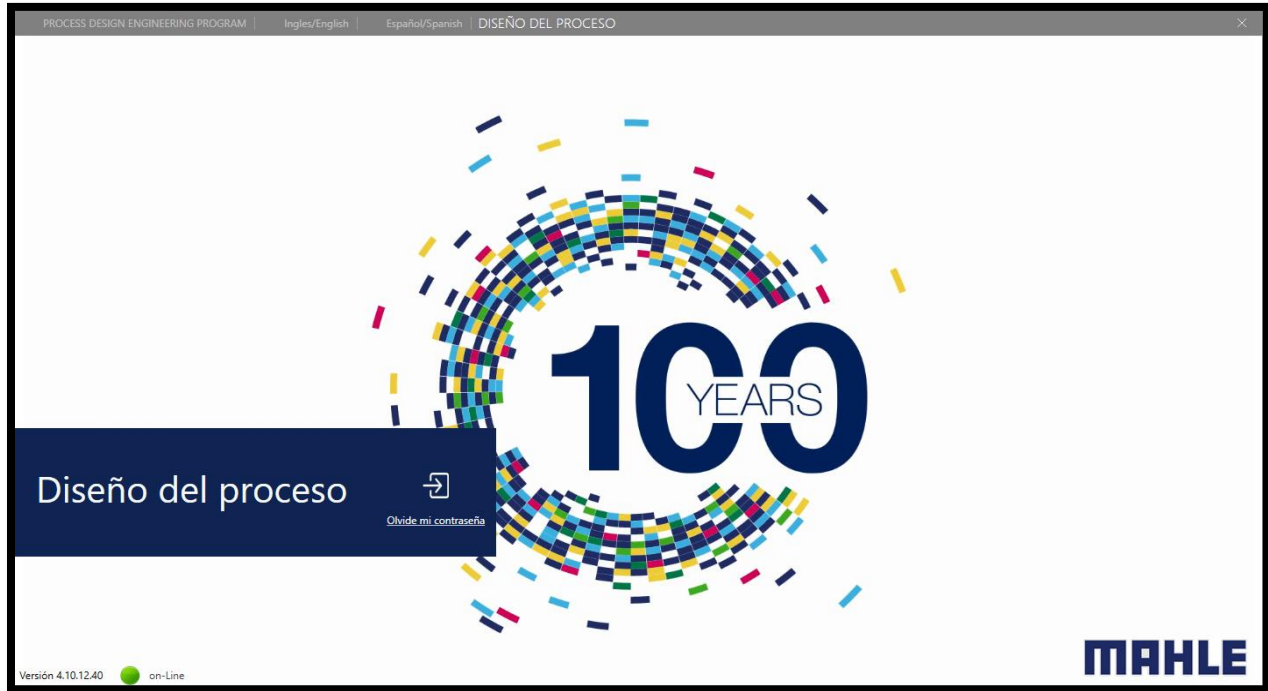 PROCESS DESIGN ENGINEERING PROGRAM | Ingles/English | Español/Spanish | DISEÑO DEL PROCESO
100
YEARS
Diseño del proceso
Olvide mi contraseña
MAHLE
Versión 4.10.12.40 on-Line